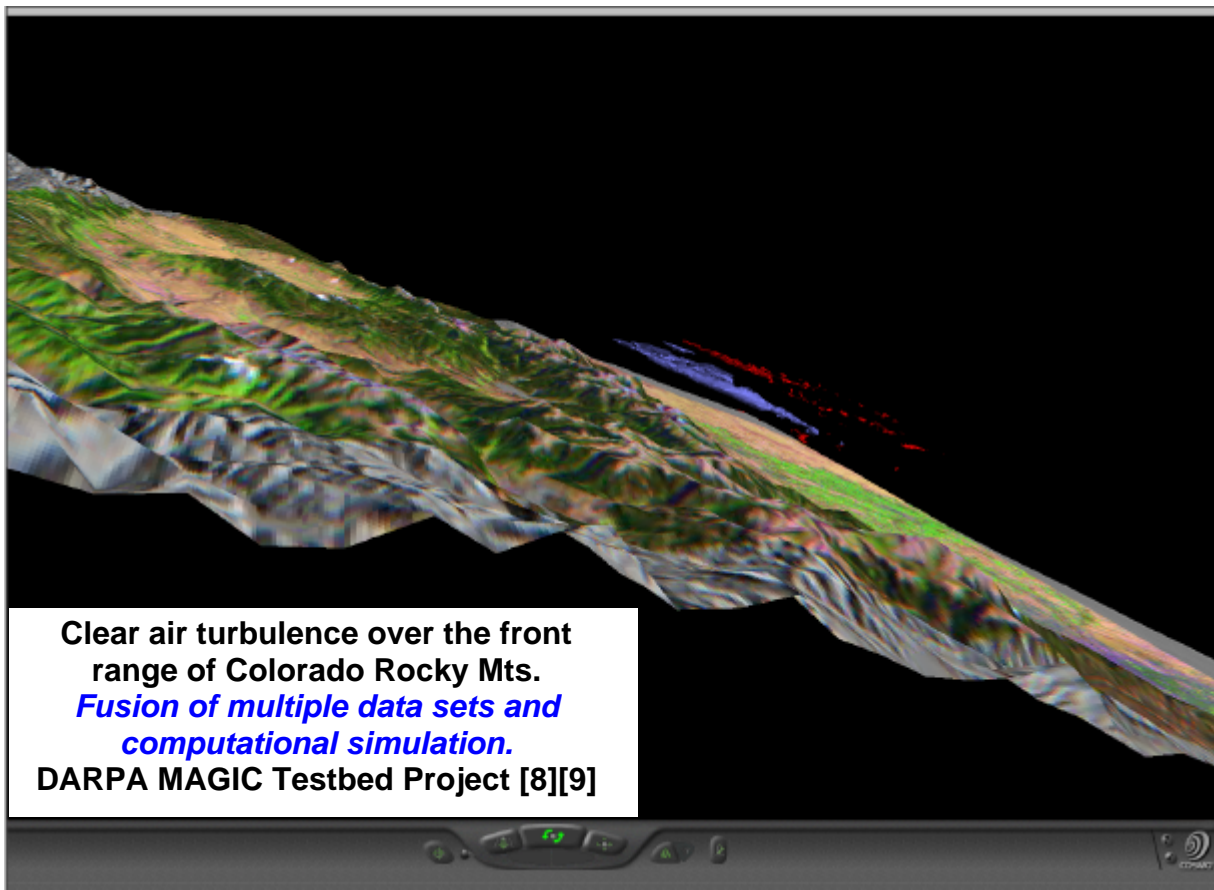 Clear air turbulence over the front
range of Colorado Rocky Mts.
Fusion of multiple data sets and
computational simulation.
DARPA MAGIC Testbed Project [8][9]